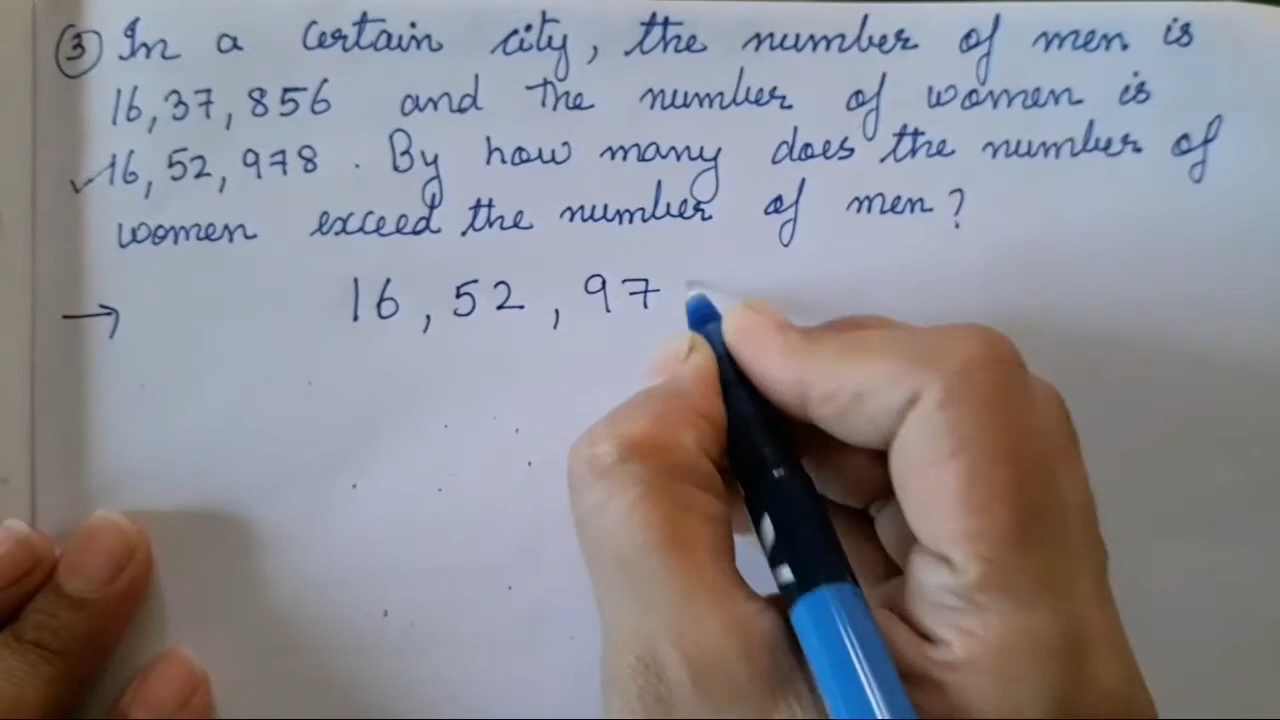 ③ In a certain city, the number of men is
16,37,856 and the number of women is
✓16,52,978. By how many does the number of
women exceed the number of men?
→ 16,52,97